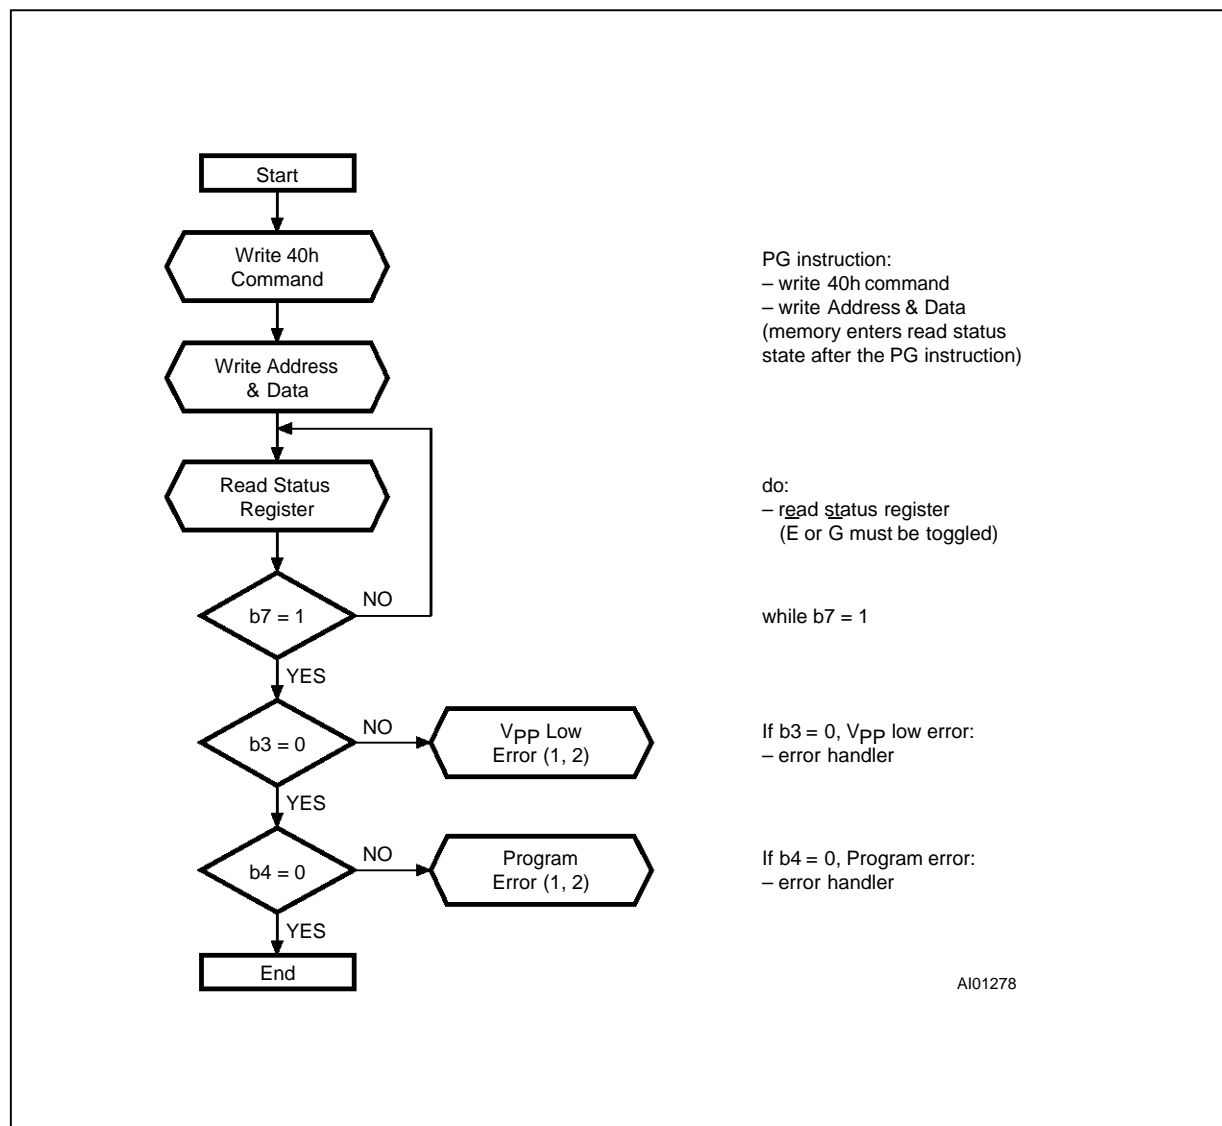 Start
Write 40h
Command
PG instruction:
– write 40h command
– write Address & Data
(memory enters read status
state after the PG instruction)
Write Address
& Data
Read Status
Register
do:
– read status register
(E or G must be toggled)
b7 = 1
NO
while b7 = 1
YES
b3 = 0
NO
VPP Low
Error (1, 2)
If b3 = 0, VPP low error:
– error handler
YES
b4 = 0
NO
Program
Error (1, 2)
If b4 = 0, Program error:
– error handler
YES
End
AI01278